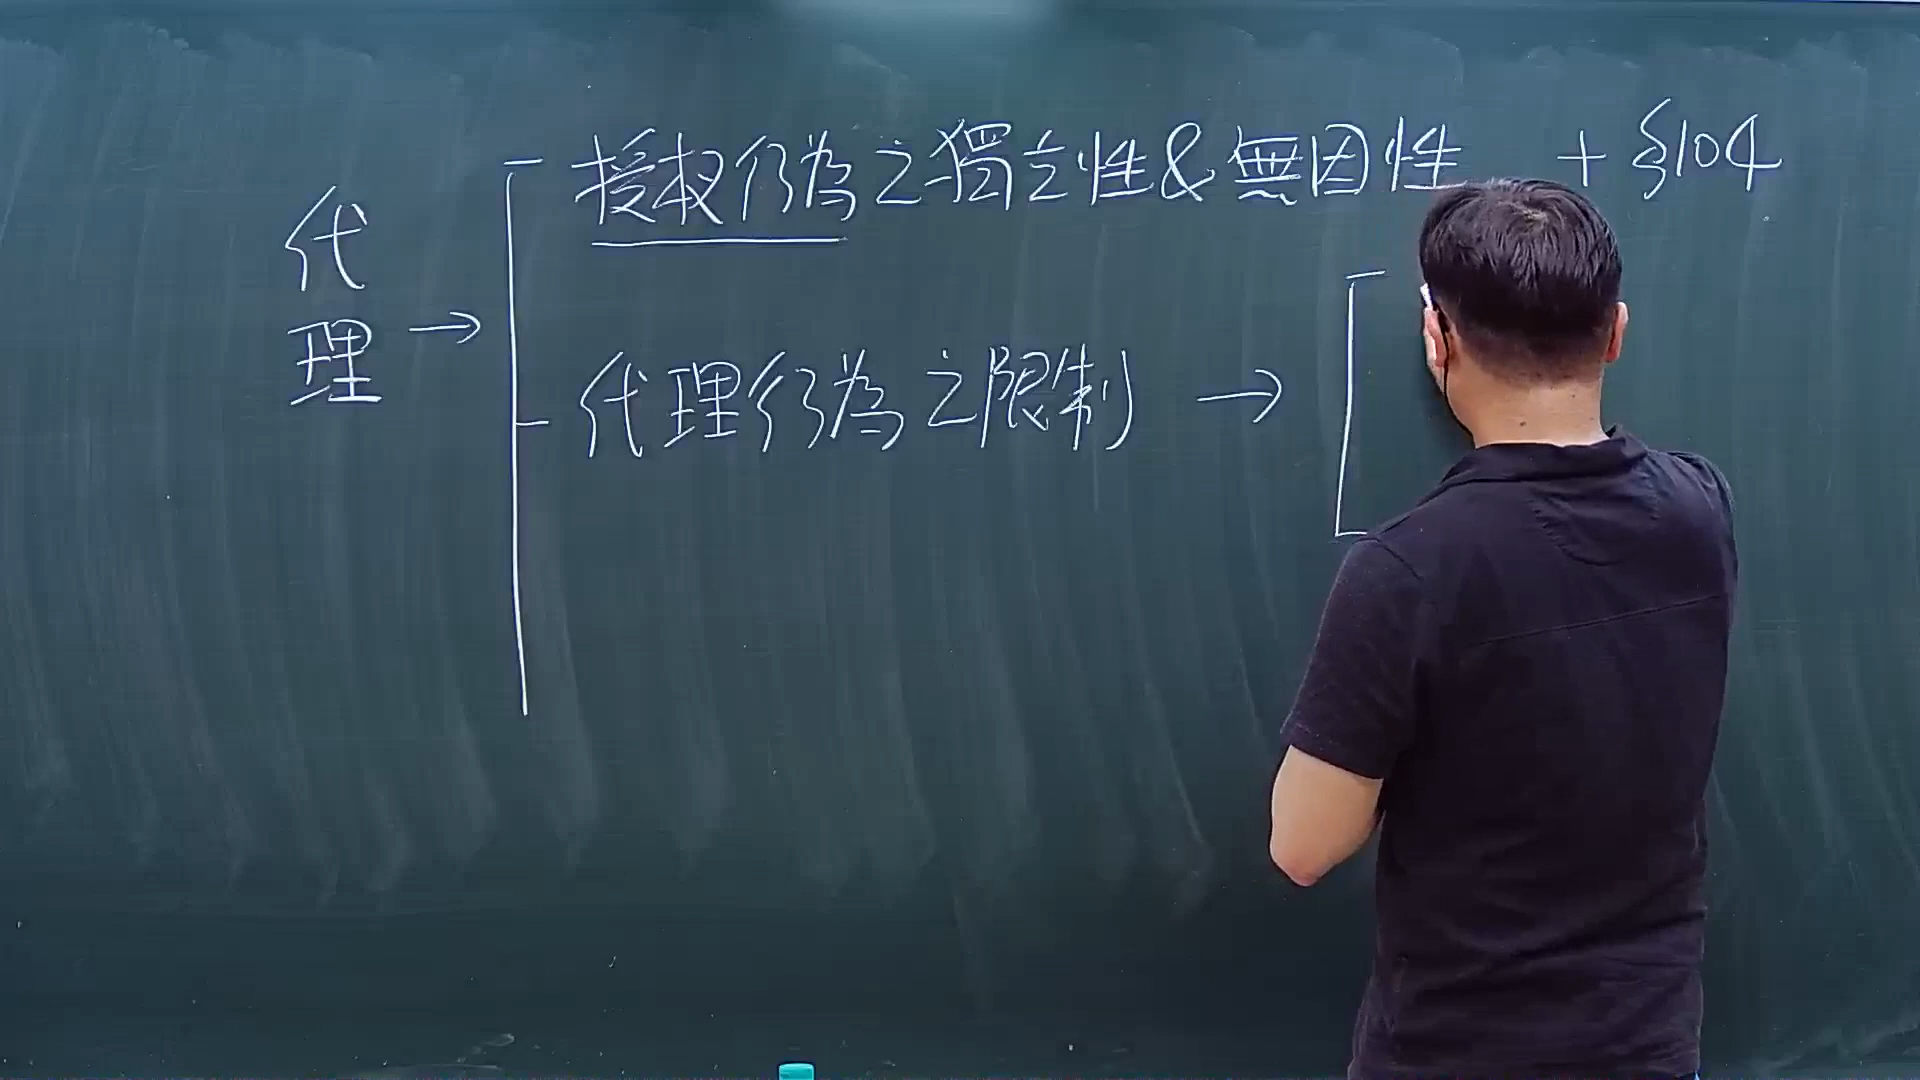 代理 →
授权行為之獨立性&無因性 + §104
代理行為之限制 →